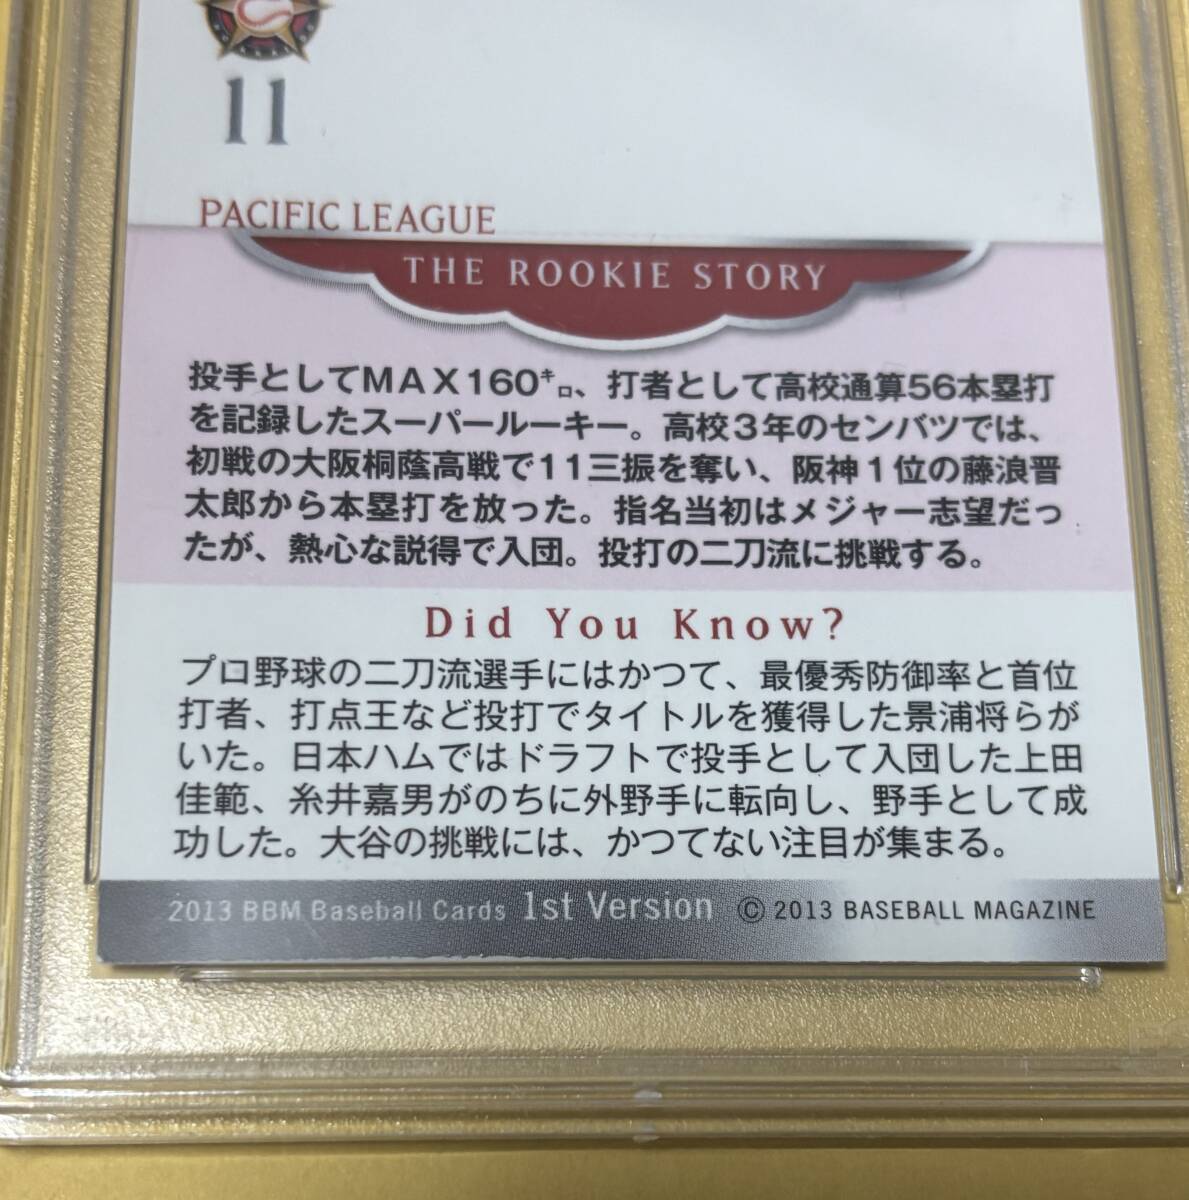 11
PACIFIC LEAGUE
THE ROOKIE STORY
投手としてMAX160㌔、打者として高校通算56本塁打
を記録したスーパールーキー。高校3年のセンバツでは、
初戦の大阪桐蔭高戦で11三振を奪い、阪神1位の藤浪晋
太郎から本塁打を放った。指名当初はメジャー志望だっ
たが、熱心な説得で入団。投打の二刀流に挑戦する。
Did You Know?
プロ野球の二刀流選手にはかつて、最優秀防御率と首位
打者、打点王など投打でタイトルを獲得した景浦将らが
いた。日本ハムではドラフトで投手として入団した上田
佳範、糸井嘉男がのちに外野手に転向し、野手として成
功した。大谷の挑戦には、かつてない注目が集まる。
2013 BBM Baseball Cards 1st Version © 2013 BASEBALL MAGAZINE